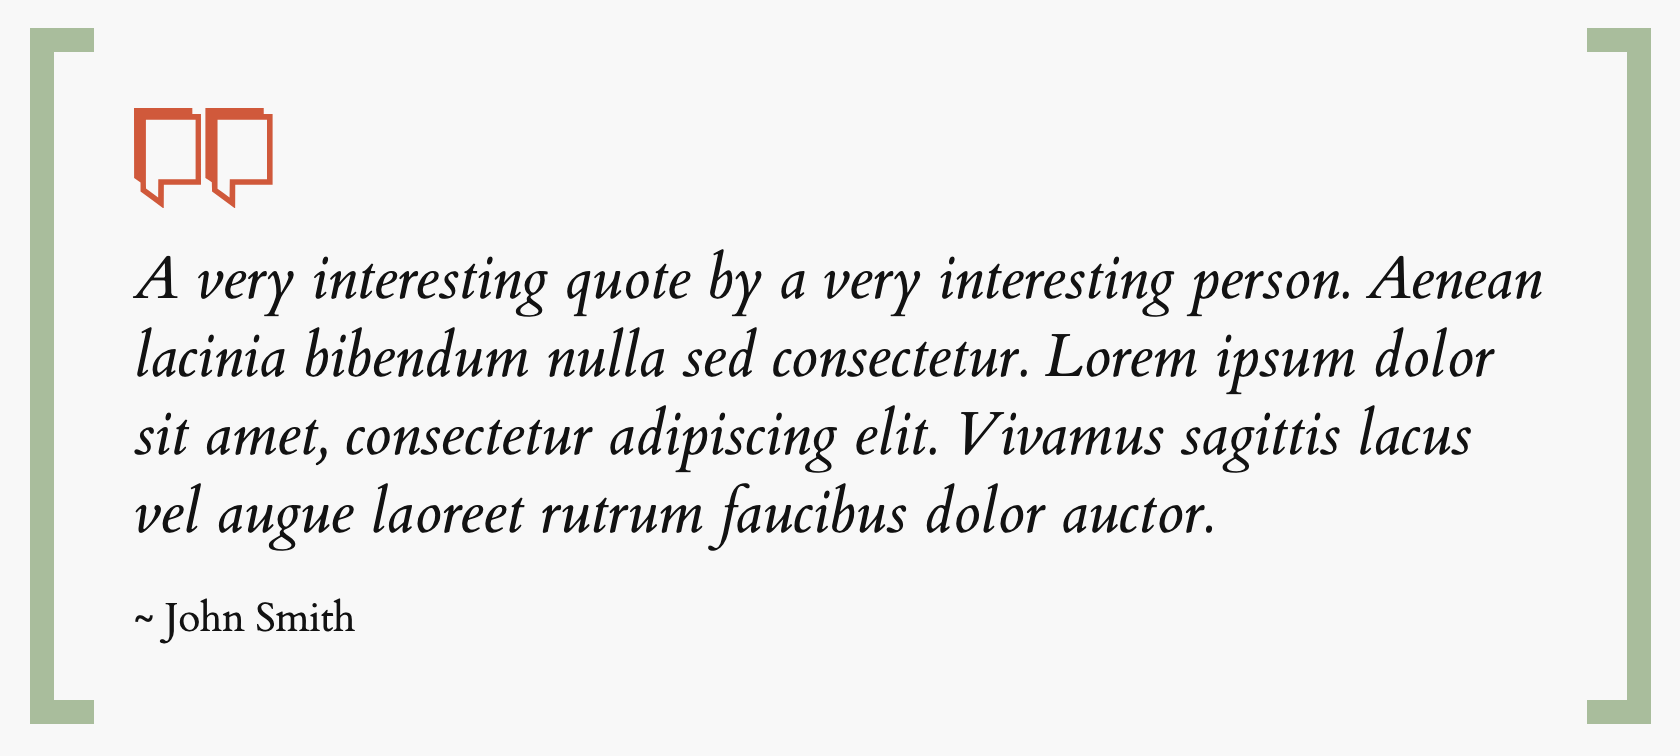 A very interesting quote by a very interesting person. Aenean
lacinia bibendum nulla sed consectetur. Lorem ipsum dolor
sit amet, consectetur adipiscing elit. Vivamus sagittis lacus
vel augue laoreet rutrum faucibus dolor auctor.
~ John Smith